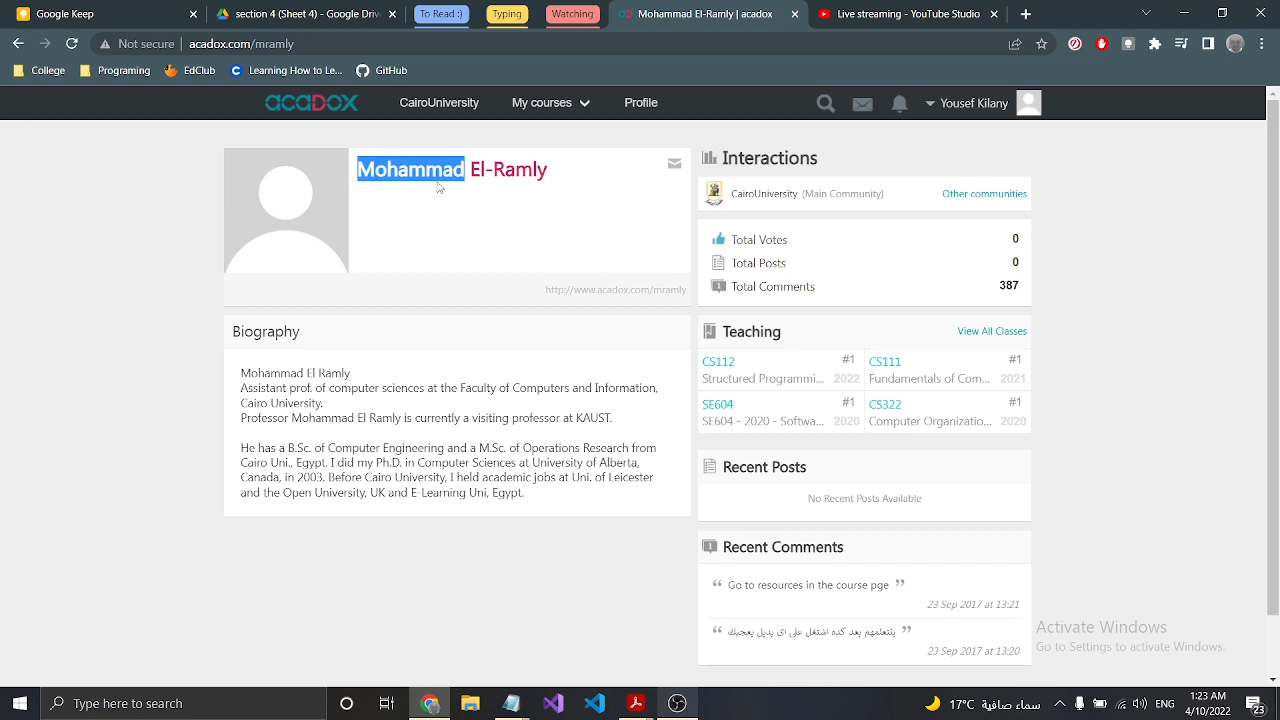 Google Keep
section 4 (Strings) - Google Driv
To Read :)
Typing
Watching
Mohammad El-Ramly | acadox
Live streaming - YouTube Studio
Not secure | acadox.com/mramly
College
Programming
EdClub
Learning How to Le...
GitHub
acadox
CairoUniversity
My courses
Profile
Yousef Kilany
Mohammad El-Ramly
http://www.acadox.com/mramly
Biography
Mohammad El Ramly
Assistant prof. of computer sciences at the Faculty of Computers and Information,
Cairo University.
Professor Mohammad El Ramly is currently a visiting professor at KAUST.
He has a B.Sc. of Computer Engineering and a M.Sc. of Operations Research from
Cairo Uni., Egypt. I did my Ph.D. in Computer Sciences at University of Alberta,
Canada, in 2003. Before Cairo University, I held academic jobs at Uni. of Leicester
and the Open University, UK and E-Learning Uni, Egypt.
Interactions
CairoUniversity (Main Community)
Other communities
Total Votes 0
Total Posts 0
Total Comments 387
Teaching
View All Classes
CS112 #1
Structured Programmi... 2022
CS111 #1
Fundamentals of Com... 2021
SE604 #1
SE604 - 2020 - Softwa... 2020
CS322 #1
Computer Organizatio... 2020
Recent Posts
No Recent Posts Available
Recent Comments
“ Go to resources in the course pge ”
23 Sep 2017 at 13:21
“ يتعلمهم بعد كده اشتغل على اى بديل يعجبك ”
23 Sep 2017 at 13:20
Activate Windows
Go to Settings to activate Windows.
Type here to search
17°C
ENG
1:23 AM
4/10/2022